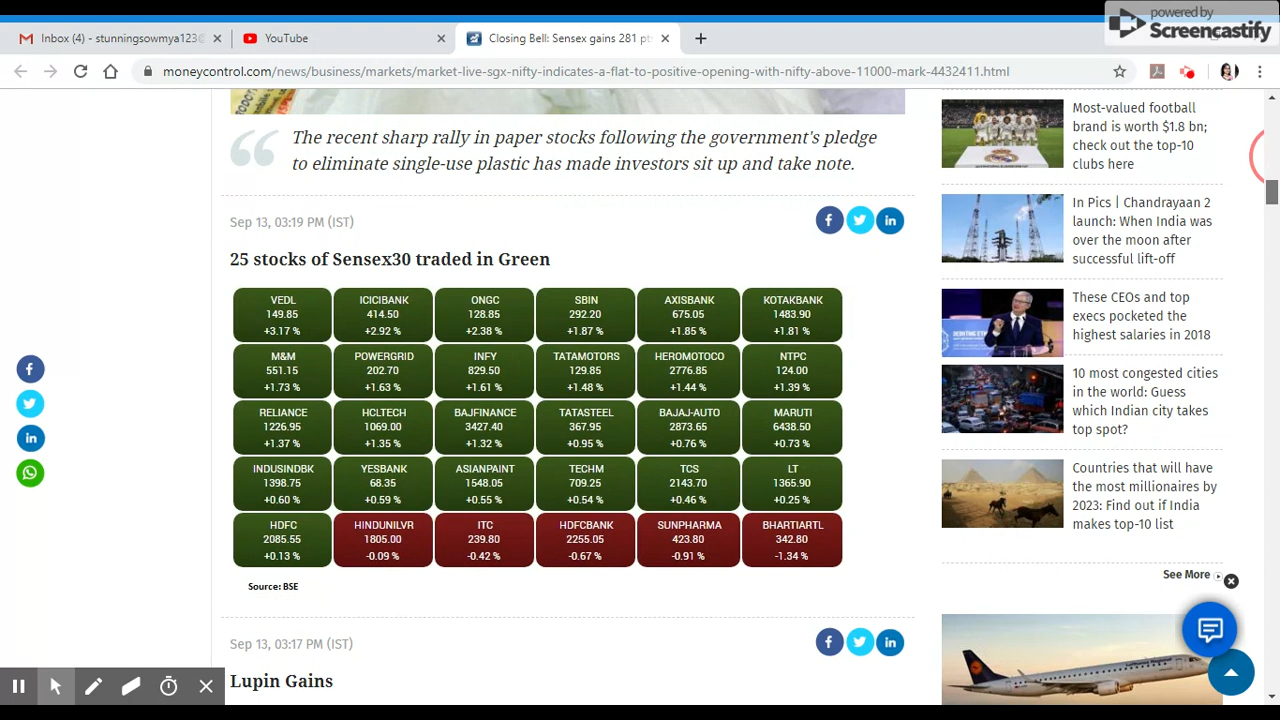 powered by
Screencastify
Inbox (4) - stunningsowmya123@
YouTube
Closing Bell: Sensex gains 281 pt
moneycontrol.com/news/business/markets/market-live-sgx-nifty-indicates-a-flat-to-positive-opening-with-nifty-above-11000-mark-4432411.html
The recent sharp rally in paper stocks following the government's pledge
to eliminate single-use plastic has made investors sit up and take note.
Sep 13, 03:19 PM (IST)
25 stocks of Sensex30 traded in Green
VEDL ICICIBANK ONGC SBIN AXISBANK KOTAKBANK
149.85 414.50 128.85 292.20 675.05 1483.90
+3.17 % +2.92 % +2.38 % +1.87 % +1.85 % +1.81 %
M&M POWERGRID INFY TATAMOTORS HEROMOTOCO NTPC
551.15 202.70 829.50 129.85 2776.85 124.00
+1.73 % +1.63 % +1.61 % +1.48 % +1.44 % +1.39 %
RELIANCE HCLTECH BAJFINANCE TATASTEEL BAJAJ-AUTO MARUTI
1226.95 1069.00 3427.40 367.95 2873.65 6438.50
+1.37 % +1.35 % +1.32 % +0.95 % +0.76 % +0.73 %
INDUSINDBK YESBANK ASIANPAINT TECHM TCS LT
1398.75 68.35 1548.05 709.25 2143.70 1365.90
+0.60 % +0.59 % +0.55 % +0.54 % +0.46 % +0.25 %
HDFC HINDUNILVR ITC HDFCBANK SUNPHARMA BHARTIARTL
2085.55 1805.00 239.80 2255.05 423.80 342.80
+0.13 % -0.09 % -0.42 % -0.67 % -0.91 % -1.34 %
Source: BSE
Sep 13, 03:17 PM (IST)
Lupin Gains
Most-valued football
brand is worth $1.8 bn;
check out the top-10
clubs here
In Pics | Chandrayaan 2
launch: When India was
over the moon after
successful lift-off
These CEOs and top
execs pocketed the
highest salaries in 2018
10 most congested cities
in the world: Guess
which Indian city takes
top spot?
Countries that will have
the most millionaires by
2023: Find out if India
makes top-10 list
See More